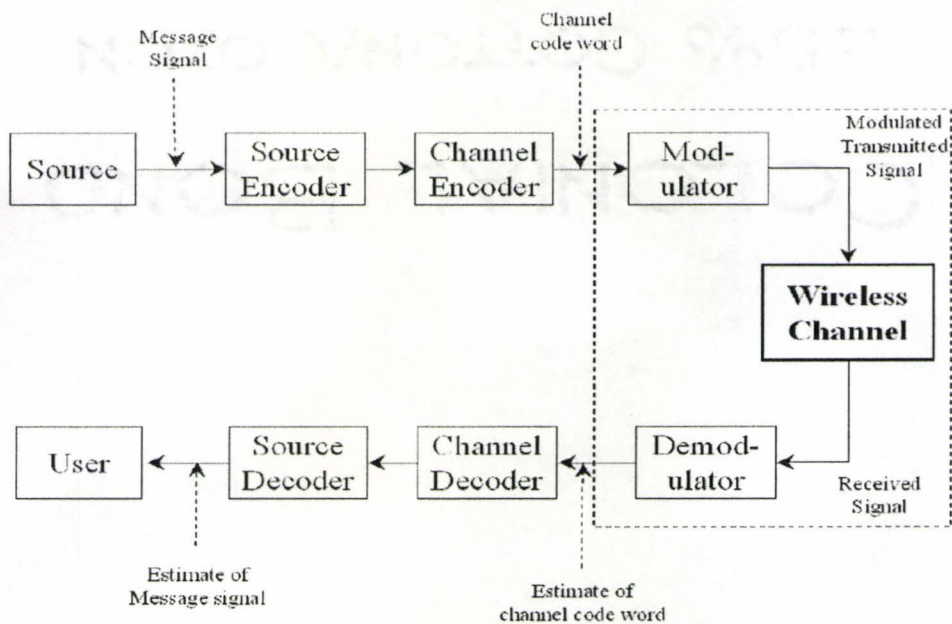 Message
Signal
Channel
code word
Source
Source
Encoder
Channel
Encoder
Mod-
ulator
Modulated
Transmitted
Signal
Wireless
Channel
User
Source
Decoder
Channel
Decoder
Demod-
ulator
Received
Signal
Estimate of
Message signal
Estimate of
channel code word